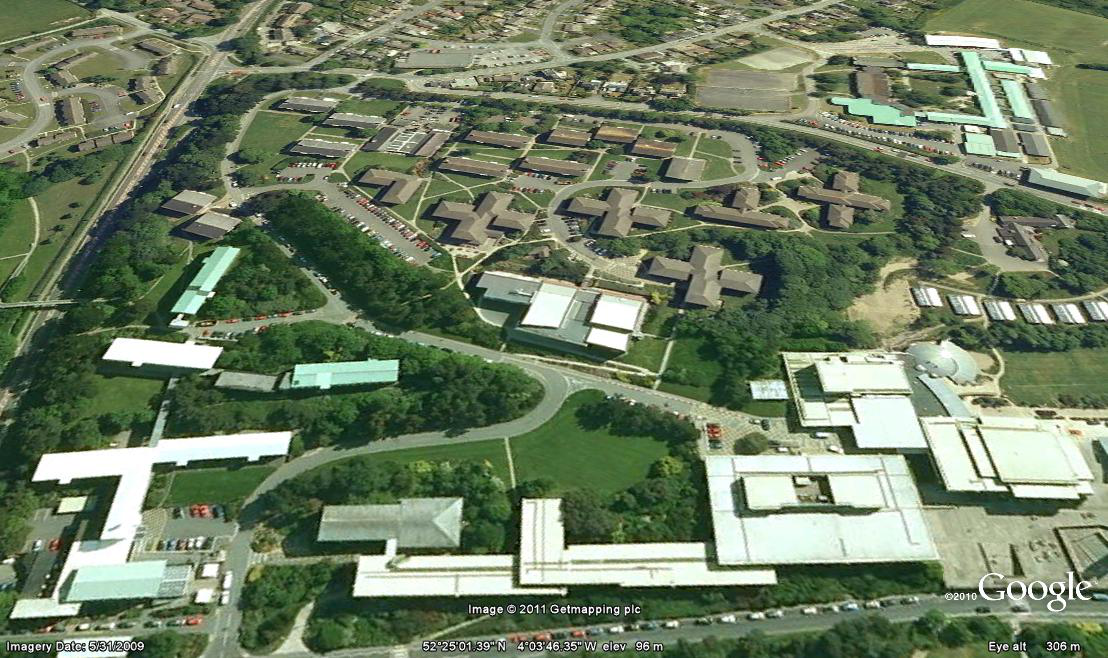 Image © 2011 Getmapping plc
©2010 Google
Imagery Date: 5/31/2009 52°25'01.39" N 4°03'46.35" W elev 96 m Eye alt 306 m